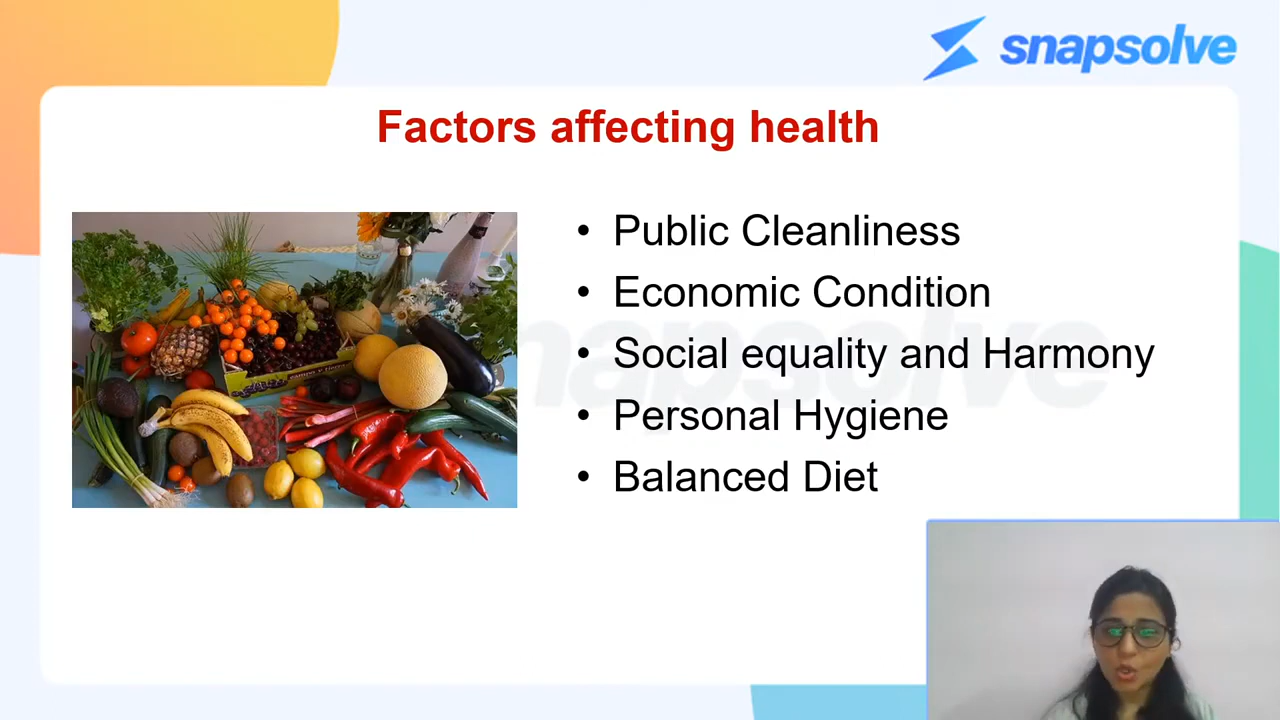 snapsolve
Factors affecting health
• Public Cleanliness
• Economic Condition
• Social equality and Harmony
• Personal Hygiene
• Balanced Diet